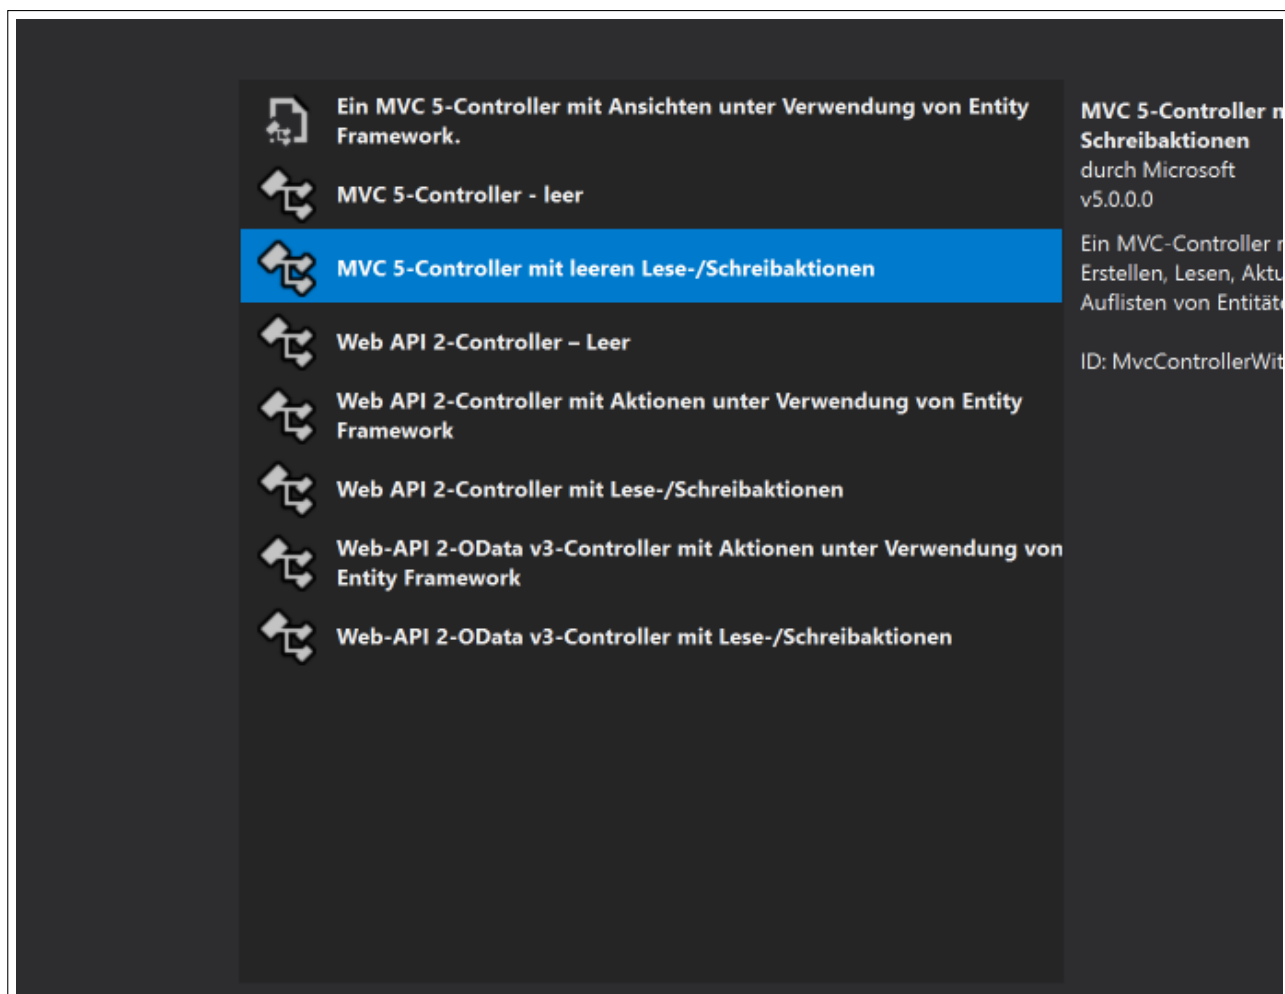 Ein MVC 5-Controller mit Ansichten unter Verwendung von Entity
Framework.
MVC 5-Controller - leer
MVC 5-Controller mit leeren Lese-/Schreibaktionen
Web API 2-Controller – Leer
Web API 2-Controller mit Aktionen unter Verwendung von Entity
Framework
Web API 2-Controller mit Lese-/Schreibaktionen
Web-API 2-OData v3-Controller mit Aktionen unter Verwendung von
Entity Framework
Web-API 2-OData v3-Controller mit Lese-/Schreibaktionen
MVC 5-Controller
Schreibaktionen
durch Microsoft
v5.0.0.0
Ein MVC-Controller
Erstellen, Lesen,
Auflisten von
ID: